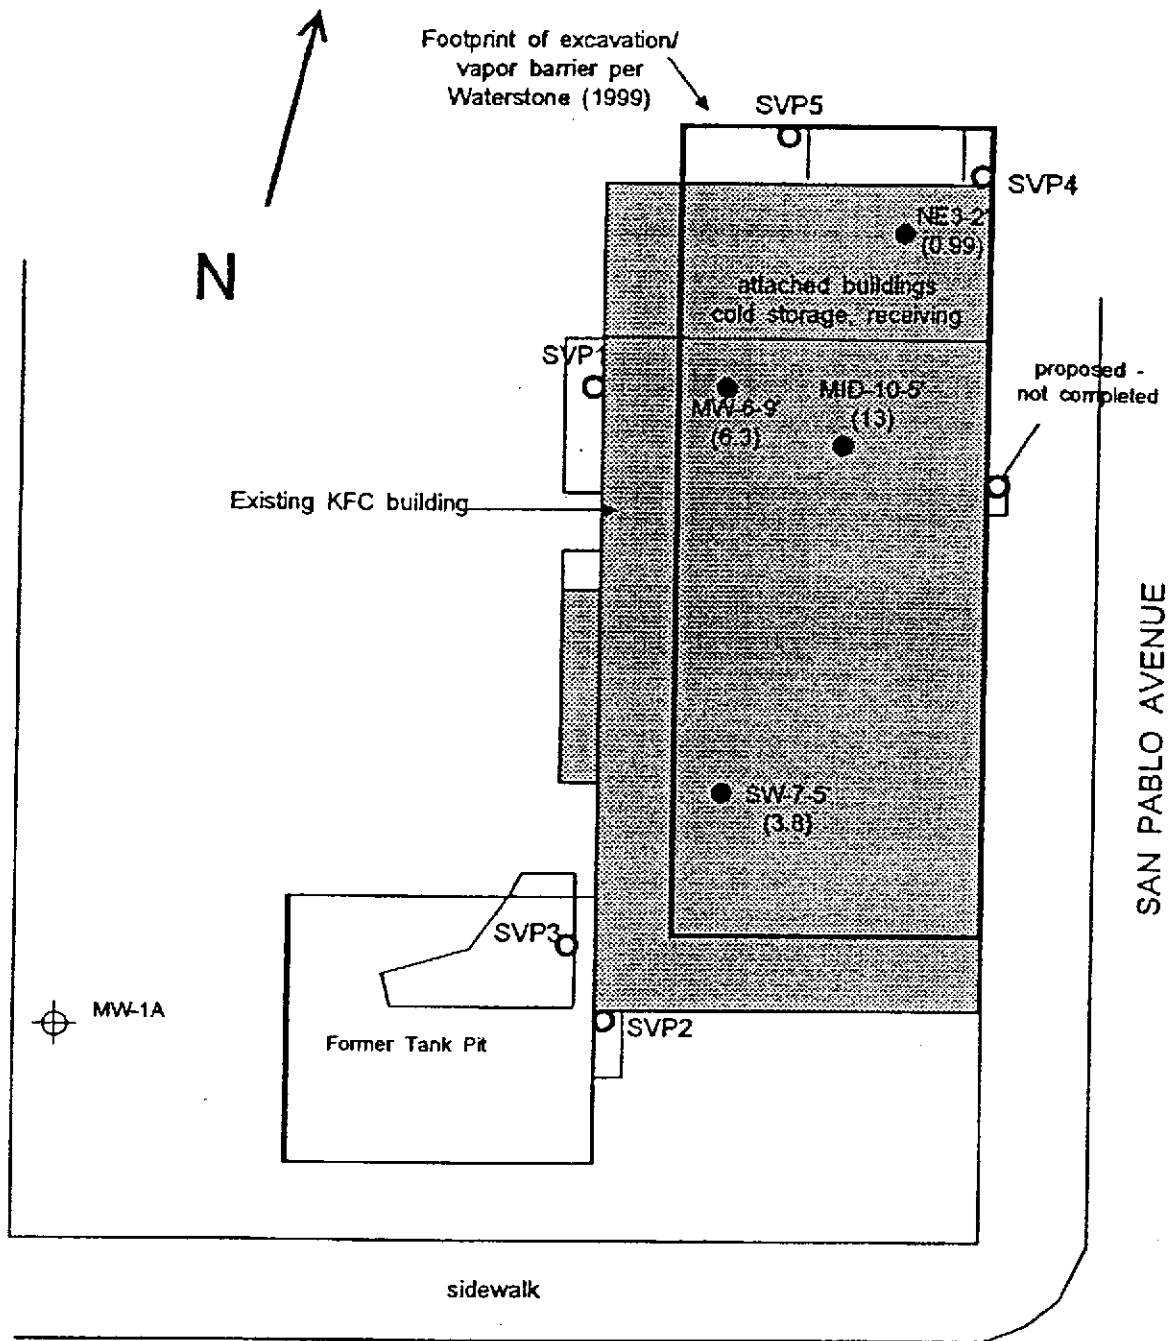 Footprint of excavation/
vapor barrier per
Waterstone (1999)
SVP5
SVP4
N
NE3-2'
(0.99)
attached buildings
cold storage, receiving
SVP1
proposed -
not completed
MW-6-9'
(6.3)
MID-10-5'
(13)
Existing KFC building
SAN PABLO AVENUE
SW-7-5'
(3.8)
SVP3
MW-1A
SVP2
Former Tank Pit
sidewalk